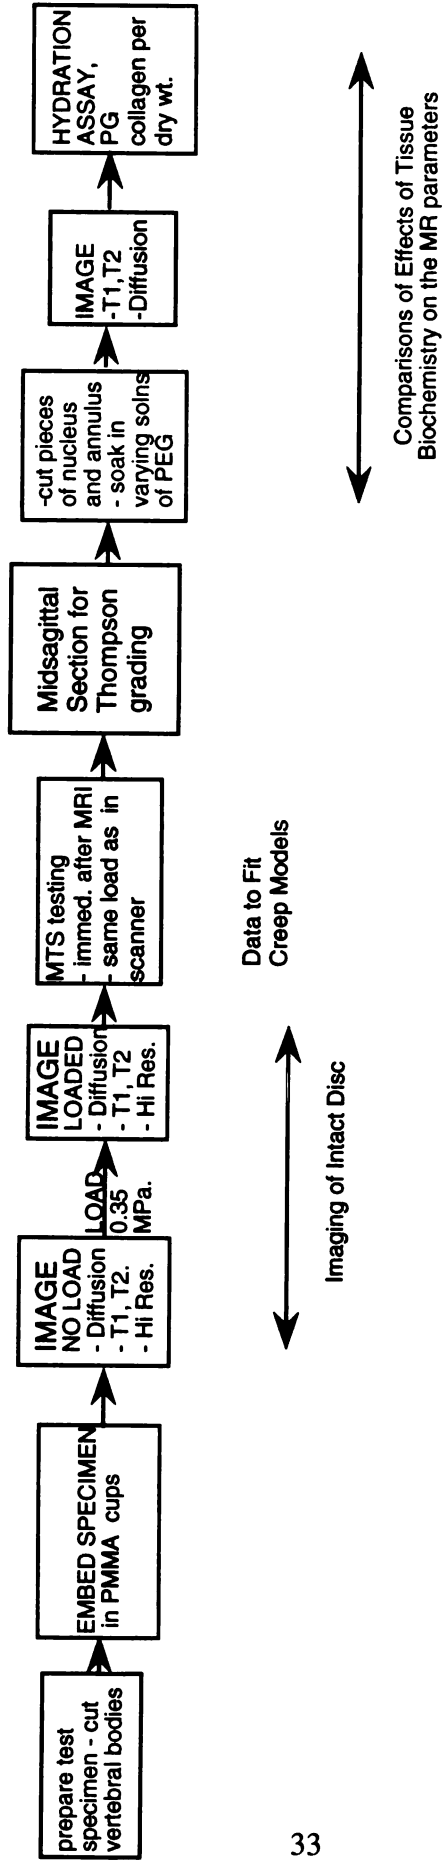 prepare test
specimen - cut
vertebral bodies
EMBED SPECIMEN
in PMMA cups
IMAGE
NO LOAD
- Diffusion
- T1, T2.
- Hi Res.
LOAD
0.35
MPa.
IMAGE
LOADED
- Diffusion
- T1, T2
- Hi Res.
MTS testing
- immed. after MRI
- same load as in
scanner
Midsagittal
Section for
Thompson
grading
-cut pieces
of nucleus
and annulus
- soak in
varying solns
of PEG
IMAGE
-T1,T2
-Diffusion
HYDRATION
ASSAY,
PG
collagen per
dry wt.
Imaging of Intact Disc
Data to Fit
Creep Models
Comparisons of Effects of Tissue
Biochemistry on the MR parameters
33